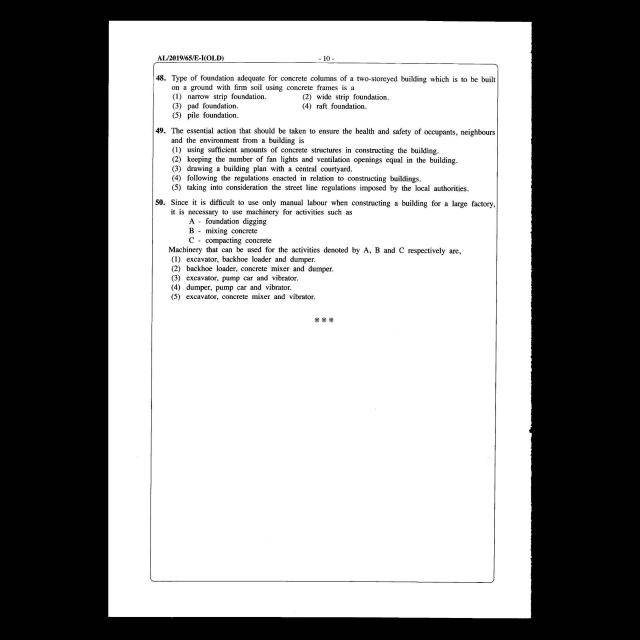 AL/2019/65/E-I(OLD)
- 10 -
48. Type of foundation adequate for concrete columns of a two-storeyed building which is to be built
on a ground with firm soil using concrete frames is a
(1) narrow strip foundation. (2) wide strip foundation.
(3) pad foundation. (4) raft foundation.
(5) pile foundation.
49. The essential action that should be taken to ensure the health and safety of occupants, neighbours
and the environment from a building is
(1) using sufficient amounts of concrete structures in constructing the building.
(2) keeping the number of fan lights and ventilation openings equal in the building.
(3) drawing a building plan with a central courtyard.
(4) following the regulations enacted in relation to constructing buildings.
(5) taking into consideration the street line regulations imposed by the local authorities.
50. Since it is difficult to use only manual labour when constructing a building for a large factory,
it is necessary to use machinery for activities such as
A - foundation digging
B - mixing concrete
C - compacting concrete
Machinery that can be used for the activities denoted by A, B and C respectively are,
(1) excavator, backhoe loader and dumper.
(2) backhoe loader, concrete mixer and dumper.
(3) excavator, pump car and vibrator.
(4) dumper, pump car and vibrator.
(5) excavator, concrete mixer and vibrator.
***